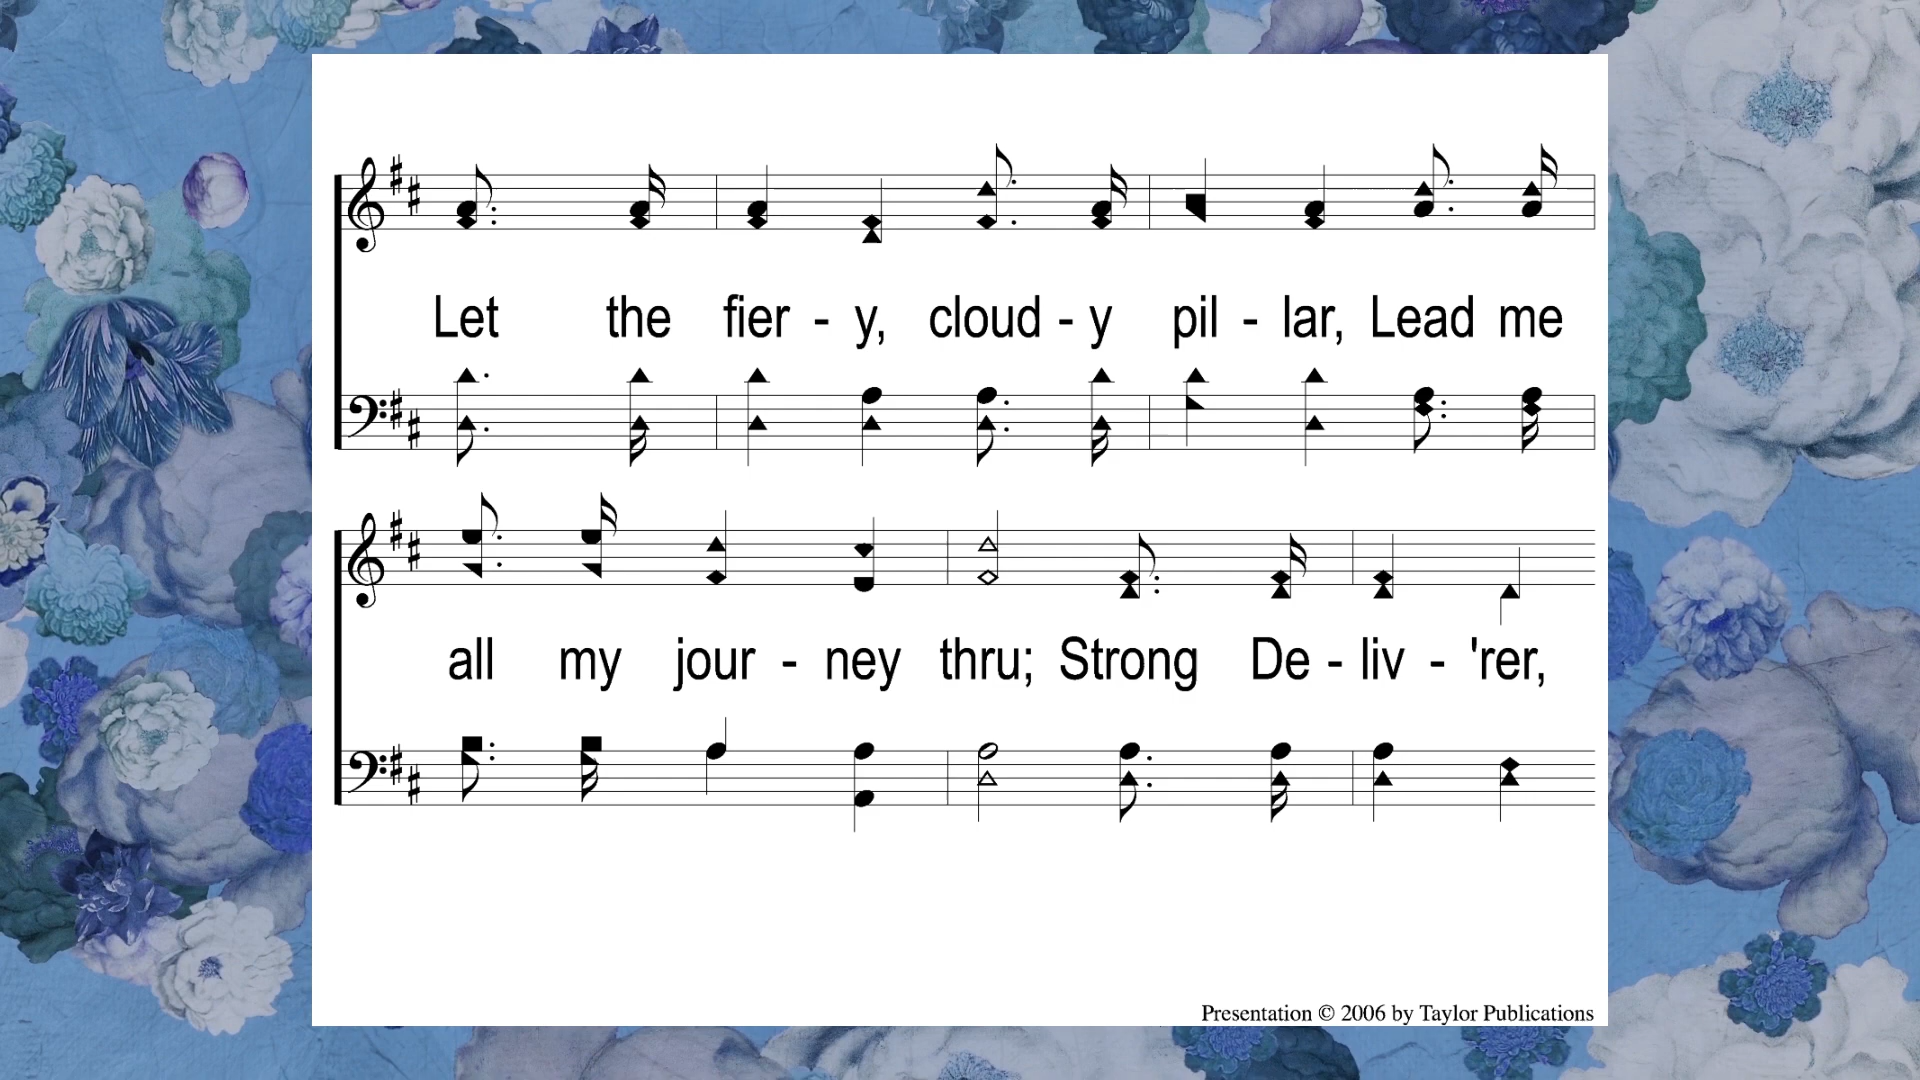 Let the fier - y, cloud - y pil - lar, Lead me
all my jour - ney thru; Strong De - liv - 'rer,
Presentation © 2006 by Taylor Publications